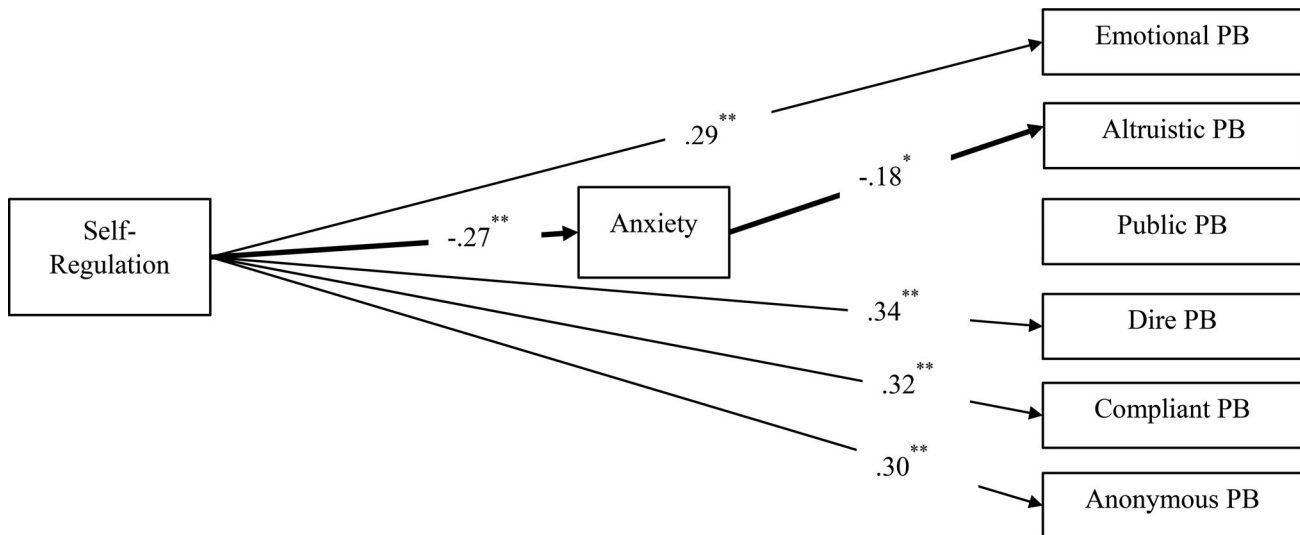 Emotional PB
.29**
Altruistic PB
-.18*
Self-
Regulation
-.27**
Anxiety
Public PB
.34**
Dire PB
.32**
Compliant PB
.30**
Anonymous PB